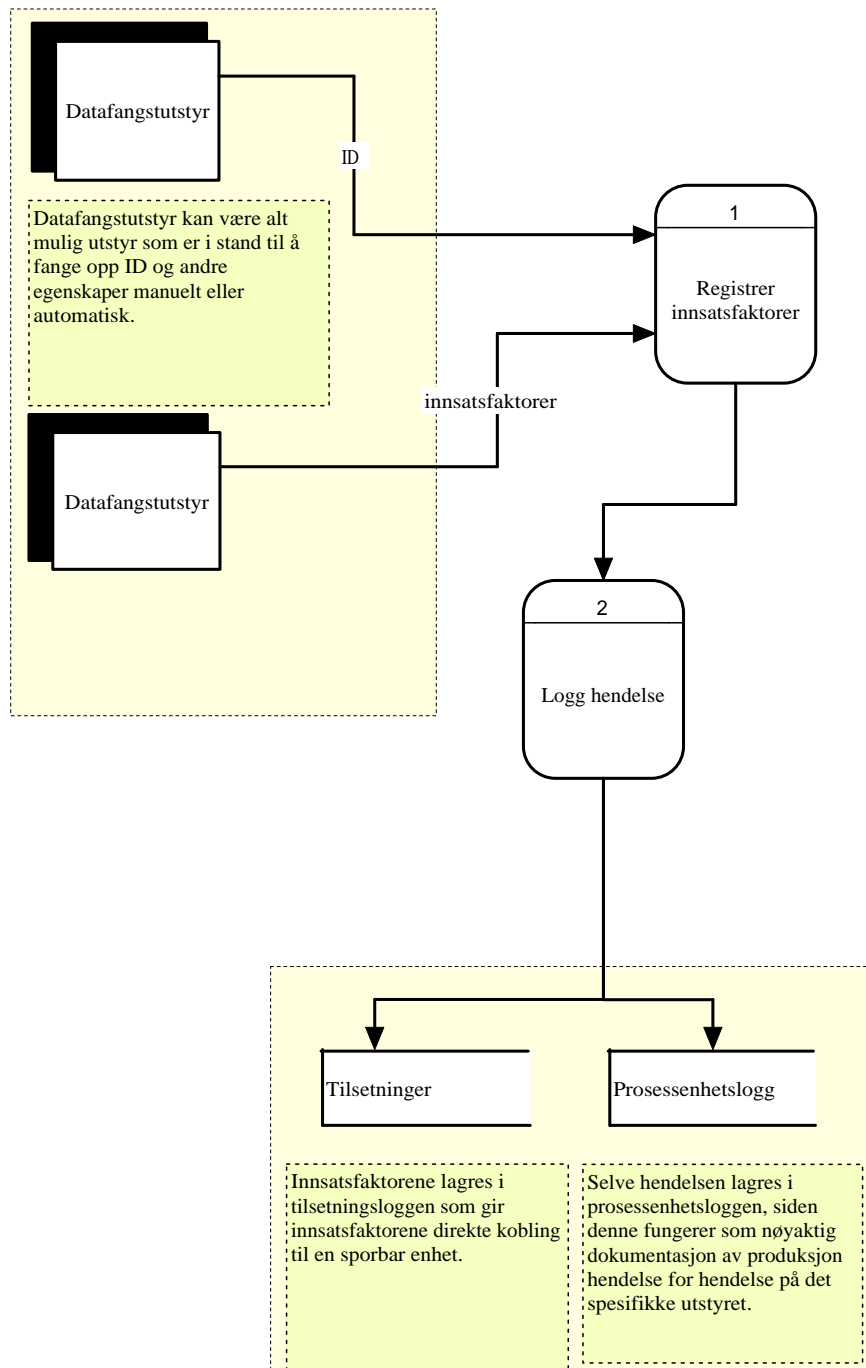 Datafangstutstyr
ID
Datafangstutstyr kan være alt
mulig utstyr som er i stand til å
fange opp ID og andre
egenskaper manuelt eller
automatisk.
1
Registrer
innsatsfaktorer
innsatsfaktorer
Datafangstutstyr
2
Logg hendelse
Tilsetninger
Prosessenhetslogg
Innsatsfaktorene lagres i
tilsetningsloggen som gir
innsatsfaktorene direkte kobling
til en sporbar enhet.
Selve hendelsen lagres i
prosessenhetsloggen, siden
denne fungerer som nøyaktig
dokumentasjon av produksjon
hendelse for hendelse på det
spesifikke utstyret.